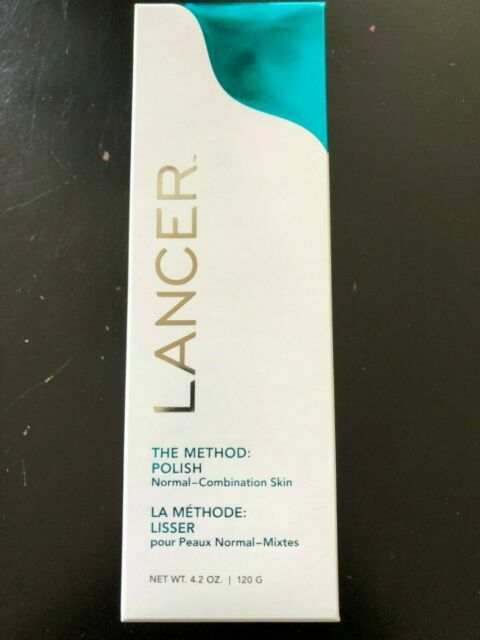 LANCER™
THE METHOD:
POLISH
Normal–Combination Skin
LA MÉTHODE:
LISSER
pour Peaux Normal–Mixtes
NET WT. 4.2 OZ. | 120 G